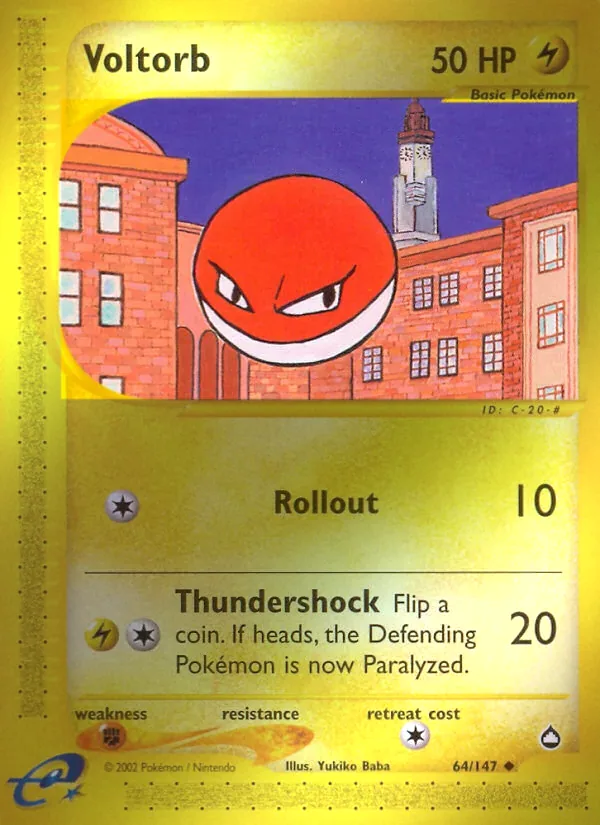 Voltorb 50 HP
Basic Pokémon
ID: C-20-#
Rollout 10
Thundershock Flip a
coin. If heads, the Defending 20
Pokémon is now Paralyzed.
weakness resistance retreat cost
© 2002 Pokémon / Nintendo Illus. Yukiko Baba 64/147
e